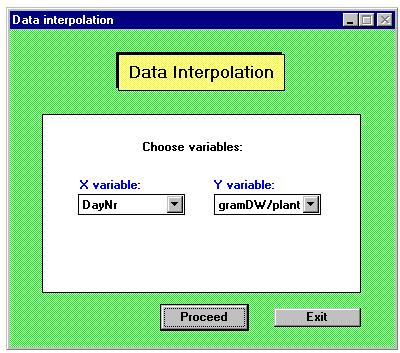 Data interpolation
Data Interpolation
Choose variables:
X variable: Y variable:
DayNr gramDW/plant
Proceed Exit